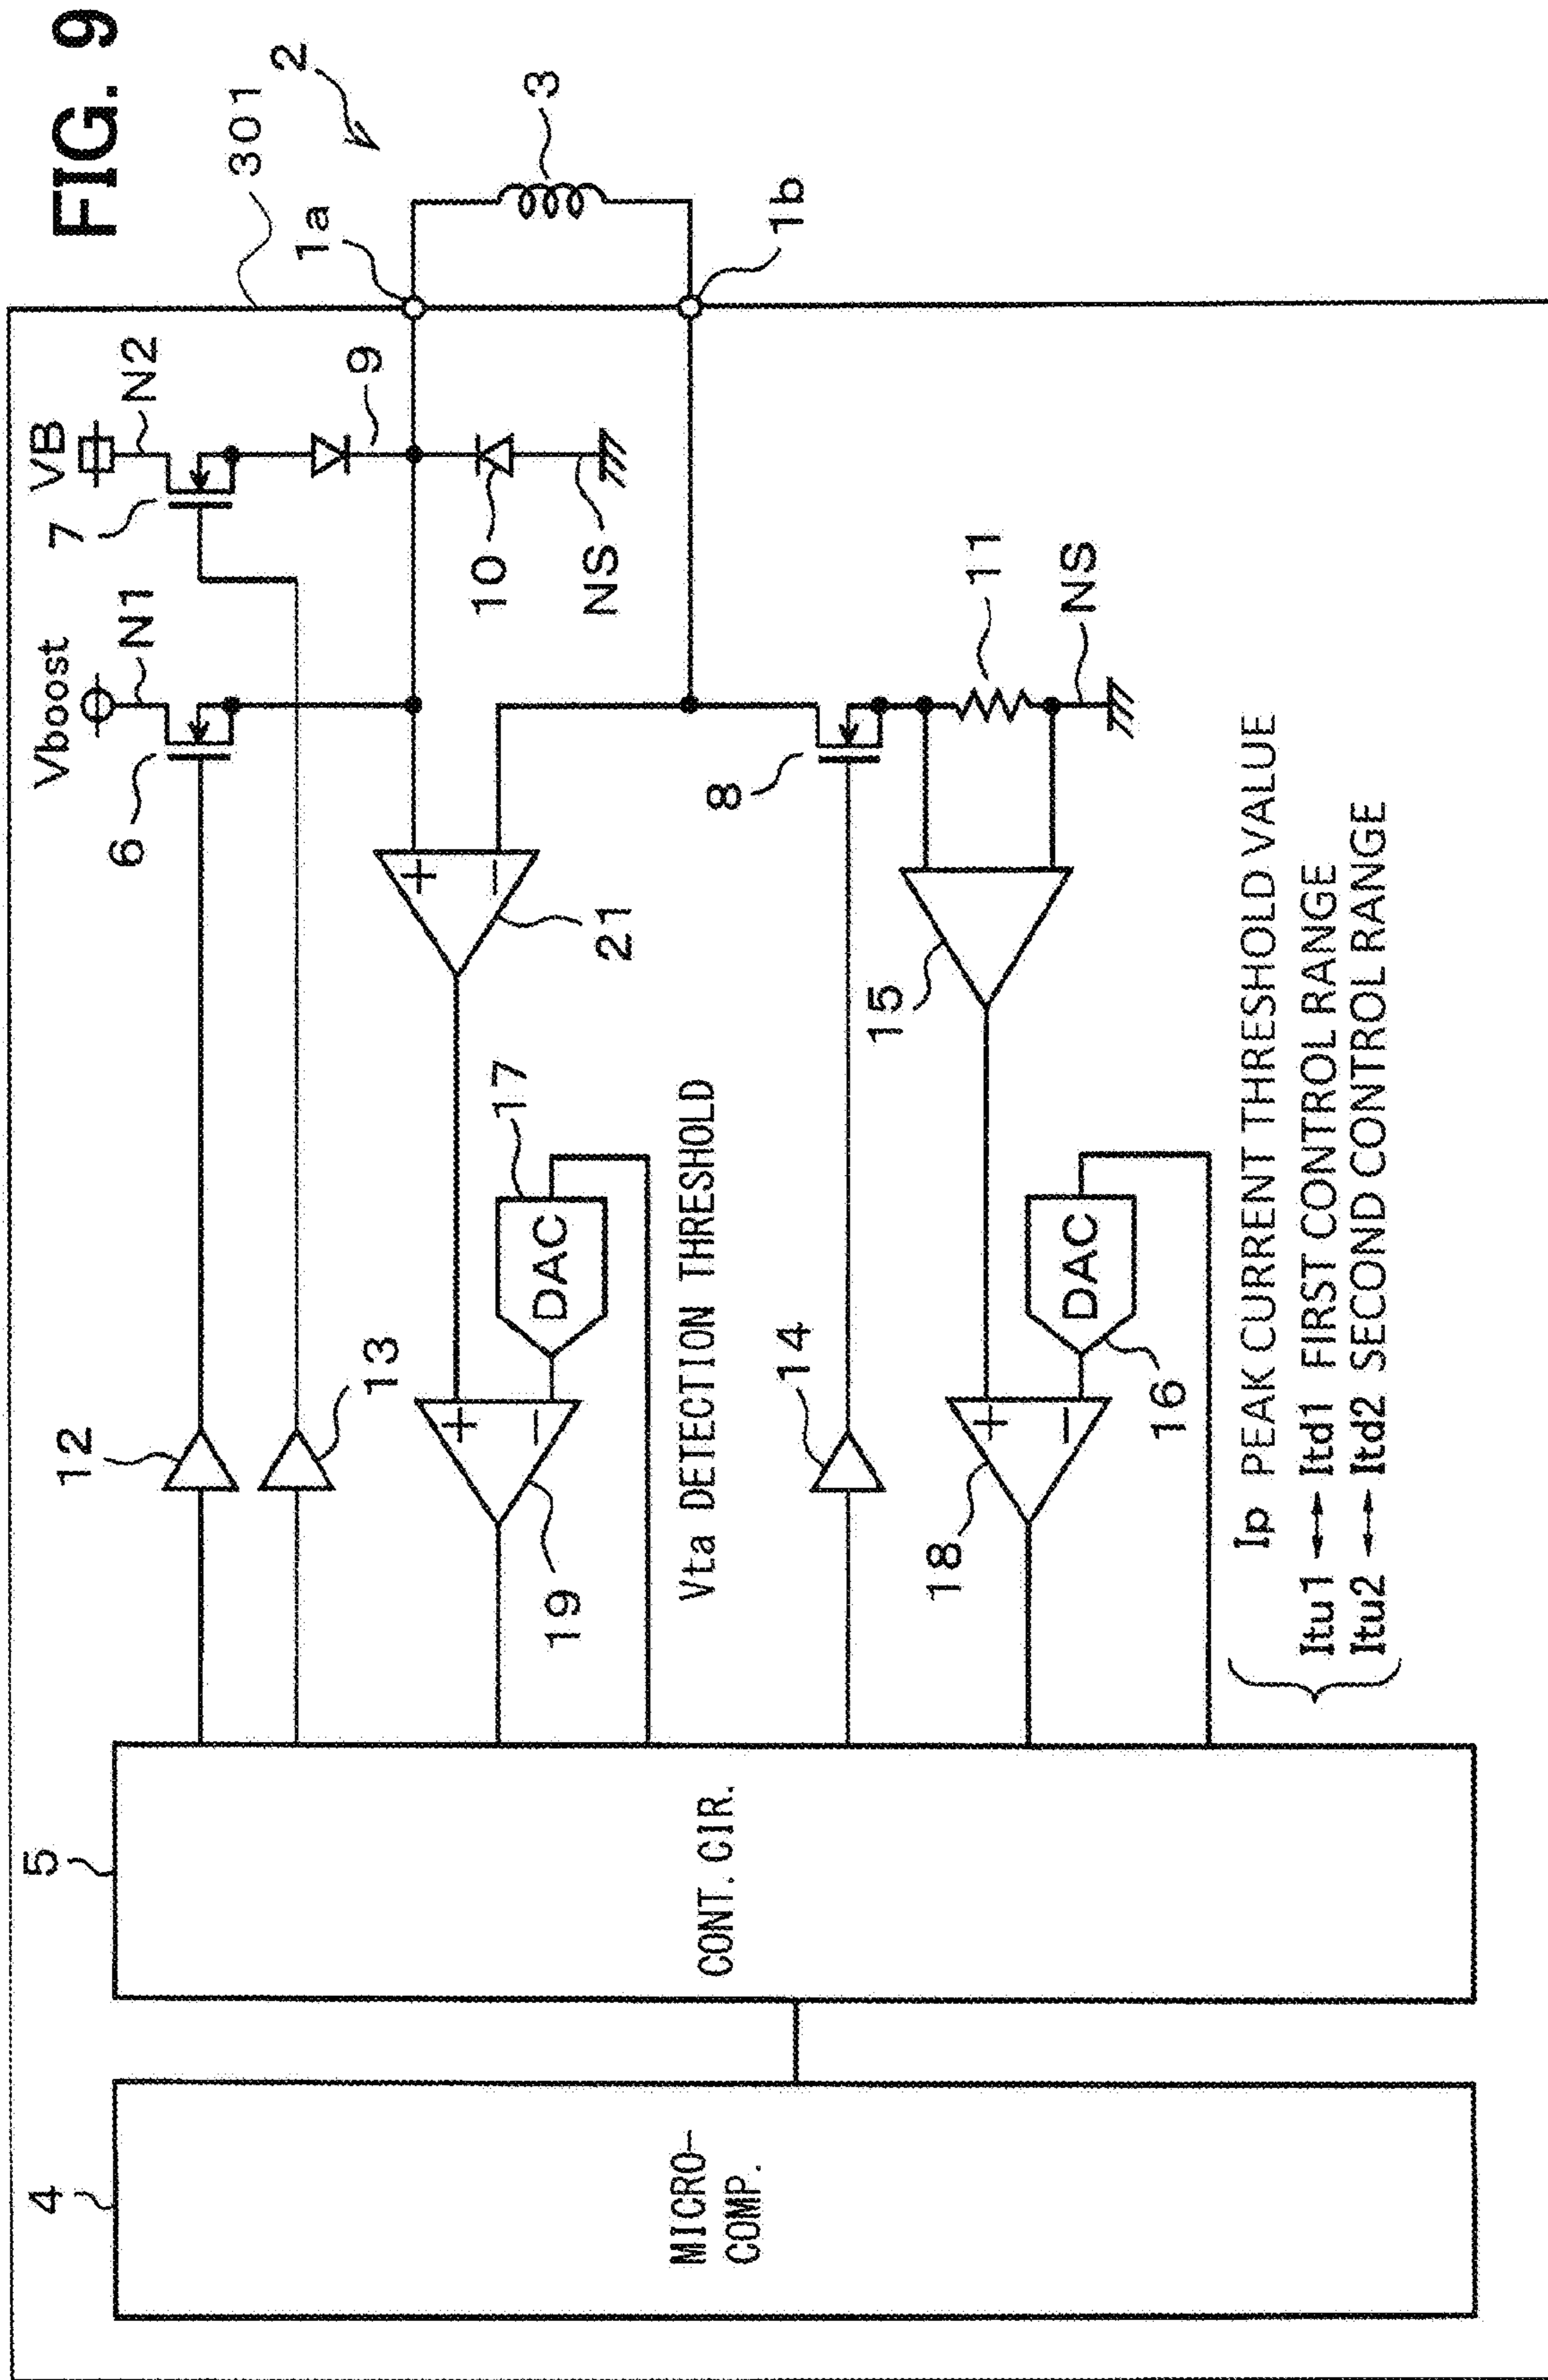 FIG. 9
301
2
Vboost
VB
N1
N2
6
7
9
1a
3
10
NS
1b
12
13
21
19
17
DAC
Vta DETECTION THRESHOLD
14
8
11
NS
15
18
16
DAC
Ip PEAK CURRENT THRESHOLD VALUE
Itu1 ↔ Itd1 FIRST CONTROL RANGE
Itu2 ↔ Itd2 SECOND CONTROL RANGE
4
MICRO-
COMP.
5
CONT. CIR.
+
−
+
−
+
−